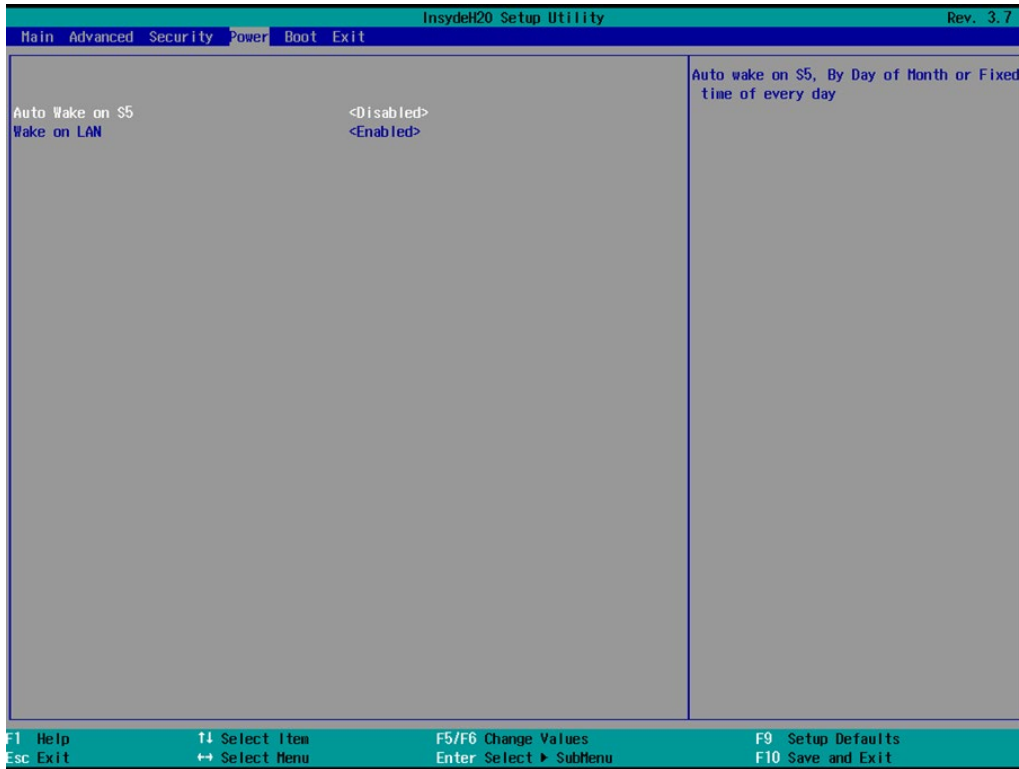 InsydeH20 Setup Utility Rev. 3.7
Main Advanced Security Power Boot Exit
Auto Wake on S5 <Disabled>
Wake on LAN <Enabled>
Auto wake on S5, By Day of Month or Fixed
time of every day
F1 Help ↑↓ Select Item F5/F6 Change Values F9 Setup Defaults
Esc Exit ↔ Select Menu Enter Select ▶ SubMenu F10 Save and Exit